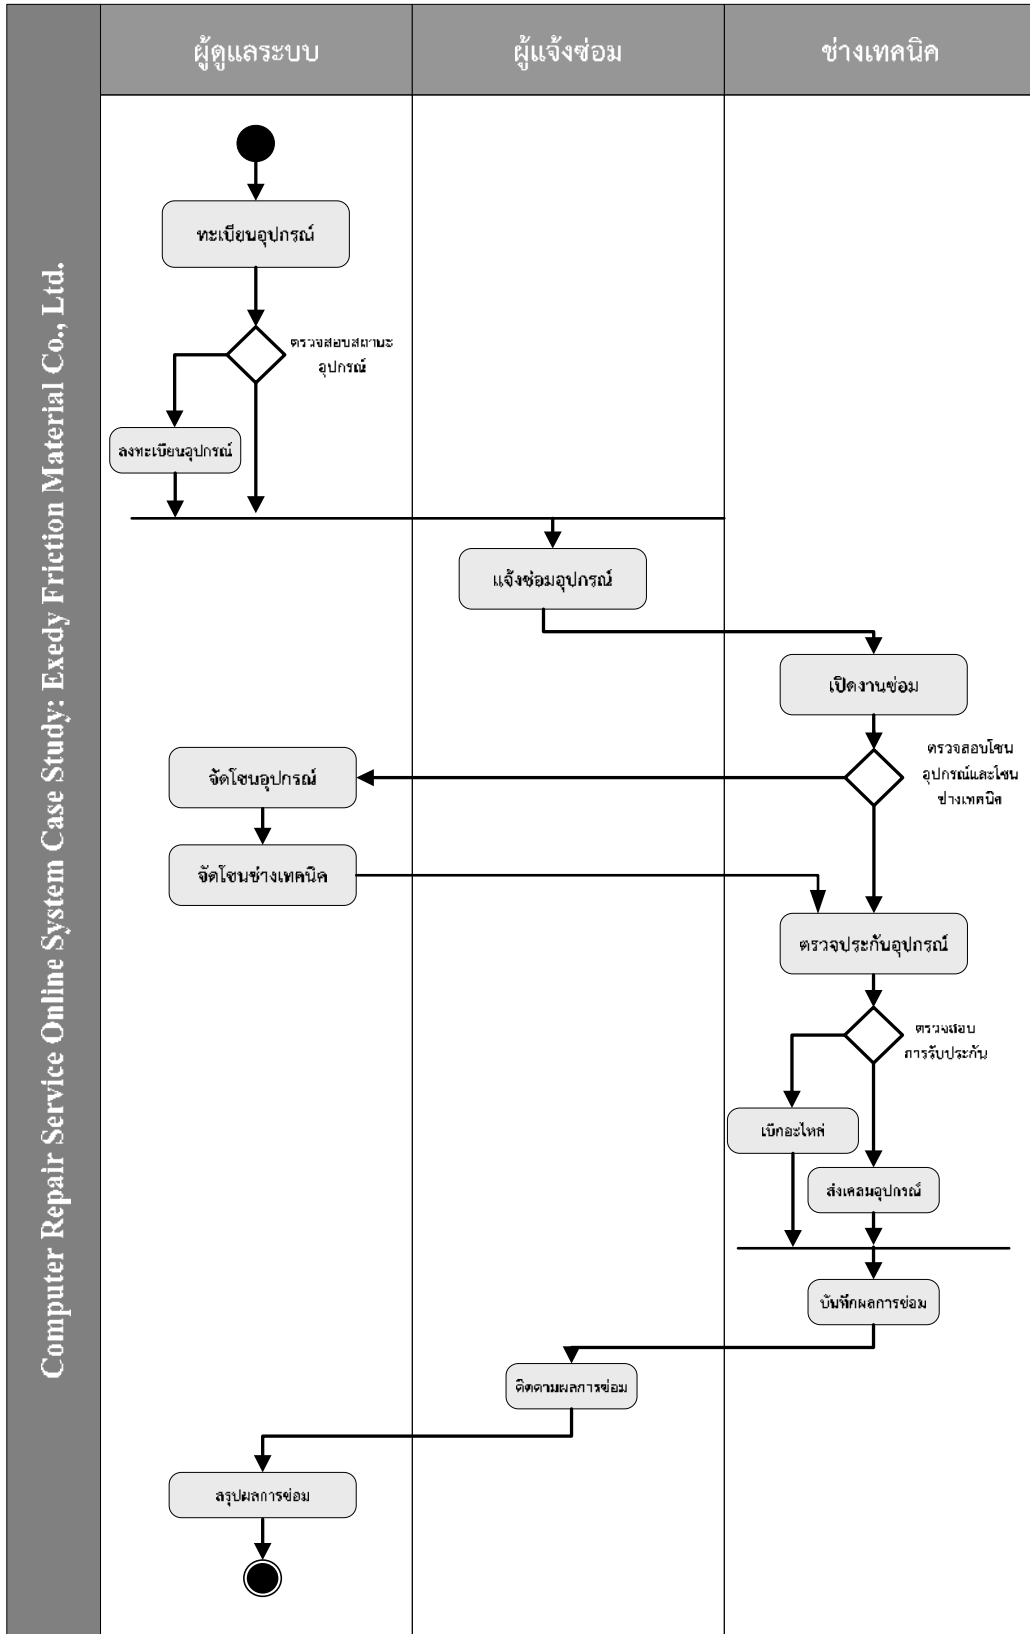 Computer Repair Service Online System Case Study: Exedy Friction Material Co., Ltd.
ผู้ดูแลระบบ
ผู้แจ้งซ่อม
ช่างเทคนิค
ทะเบียนอุปกรณ์
ตรวจสอบสถานะ
อุปกรณ์
ลงทะเบียนอุปกรณ์
แจ้งซ่อมอุปกรณ์
เปิดงานซ่อม
ตรวจสอบโซน
อุปกรณ์และโซน
ช่างเทคนิค
จัดโซนอุปกรณ์
จัดโซนช่างเทคนิค
ตรวจประกันอุปกรณ์
ตรวจสอบ
การรับประกัน
เบิกอะไหล่
ส่งเคลมอุปกรณ์
บันทึกผลการซ่อม
ติดตามผลการซ่อม
สรุปผลการซ่อม